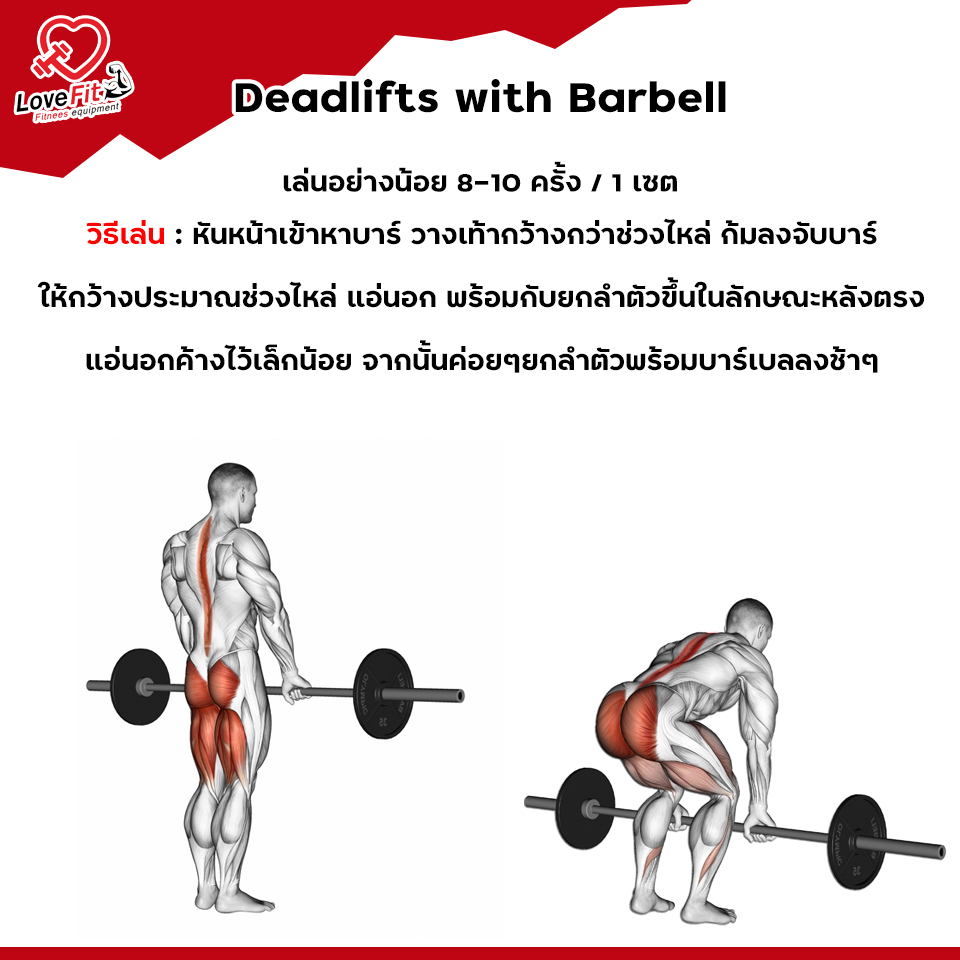 LoveFit
Fitnees equipment
Deadlifts with Barbell
เล่นอย่างน้อย 8-10 ครั้ง / 1 เซต
วิธีเล่น : หันหน้าเข้าหาบาร์ วางเท้ากว้างกว่าช่วงไหล่ ก้มลงจับบาร์
ให้กว้างประมาณช่วงไหล่ แอ่นอก พร้อมกับยกลำตัวขึ้นในลักษณะหลังตรง
แอ่นอกค้างไว้เล็กน้อย จากนั้นค่อยๆยกลำตัวพร้อมบาร์เบลลงช้าๆ